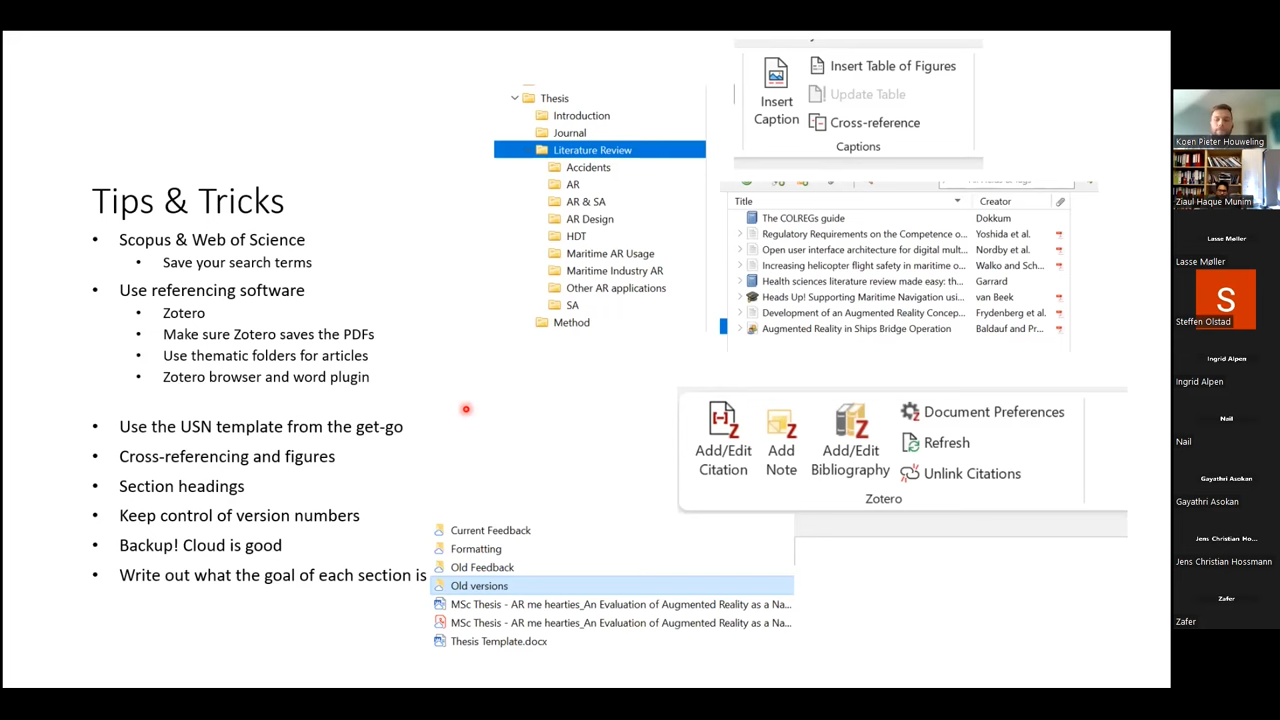 Tips & Tricks
• Scopus & Web of Science
• Save your search terms
• Use referencing software
• Zotero
• Make sure Zotero saves the PDFs
• Use thematic folders for articles
• Zotero browser and word plugin
• Use the USN template from the get-go
• Cross-referencing and figures
• Section headings
• Keep control of version numbers
• Backup! Cloud is good
• Write out what the goal of each section is
Thesis
Introduction
Journal
Literature Review
Accidents
AR
AR & SA
AR Design
HDT
Maritime AR Usage
Maritime Industry AR
Other AR applications
SA
Method
Insert Caption
Insert Table of Figures
Update Table
Cross-reference
Captions
Title Creator
The COLREGs guide Dokkum
Regulatory Requirements on the Competence o... Yoshida et al.
Open user interface architecture for digital mult... Nordby et al.
Increasing helicopter flight safety in maritime o... Walko and Sch...
Health sciences literature review made easy: th... Garrard
Heads Up! Supporting Maritime Navigation usi... van Beek
Development of an Augmented Reality Concep... Frydenberg et al.
Augmented Reality in Ships Bridge Operation Baldauf and Pr...
Add/Edit Citation
Add Note
Add/Edit Bibliography
Document Preferences
Refresh
Unlink Citations
Zotero
Current Feedback
Formatting
Old Feedback
Old versions
MSc Thesis - AR me hearties_An Evaluation of Augmented Reality as a Na...
MSc Thesis - AR me hearties_An Evaluation of Augmented Reality as a Na...
Thesis Template.docx
Koen Pieter Houweling
Ziaul Haque Munim
Lasse Møller
Lasse Møller
S
Steffen Olstad
Ingrid Alpen
Ingrid Alpen
Nail
Nail
Gayathri Asokan
Gayathri Asokan
Jens Christian Ho...
Jens Christian Hossmann
Zafer
Zafer